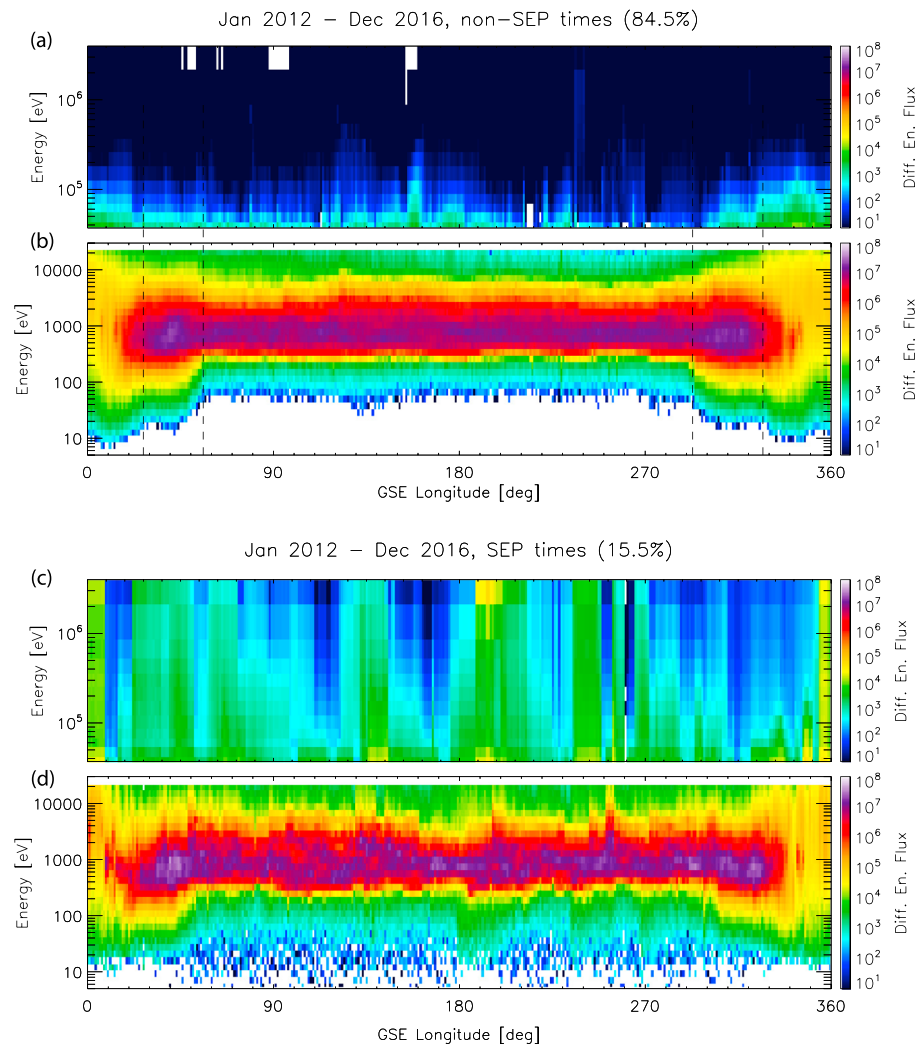 Jan 2012 – Dec 2016, non–SEP times (84.5%)
(a)
Energy [eV]
10^6
10^5
10^8
10^7
10^6
10^5
10^4
10^3
10^2
10^1
Diff. En. Flux
(b)
Energy [eV]
10000
1000
100
10
10^8
10^7
10^6
10^5
10^4
10^3
10^2
10^1
Diff. En. Flux
0 90 180 270 360
GSE Longitude [deg]
Jan 2012 – Dec 2016, SEP times (15.5%)
(c)
Energy [eV]
10^6
10^5
10^8
10^7
10^6
10^5
10^4
10^3
10^2
10^1
Diff. En. Flux
(d)
Energy [eV]
10000
1000
100
10
10^8
10^7
10^6
10^5
10^4
10^3
10^2
10^1
Diff. En. Flux
0 90 180 270 360
GSE Longitude [deg]